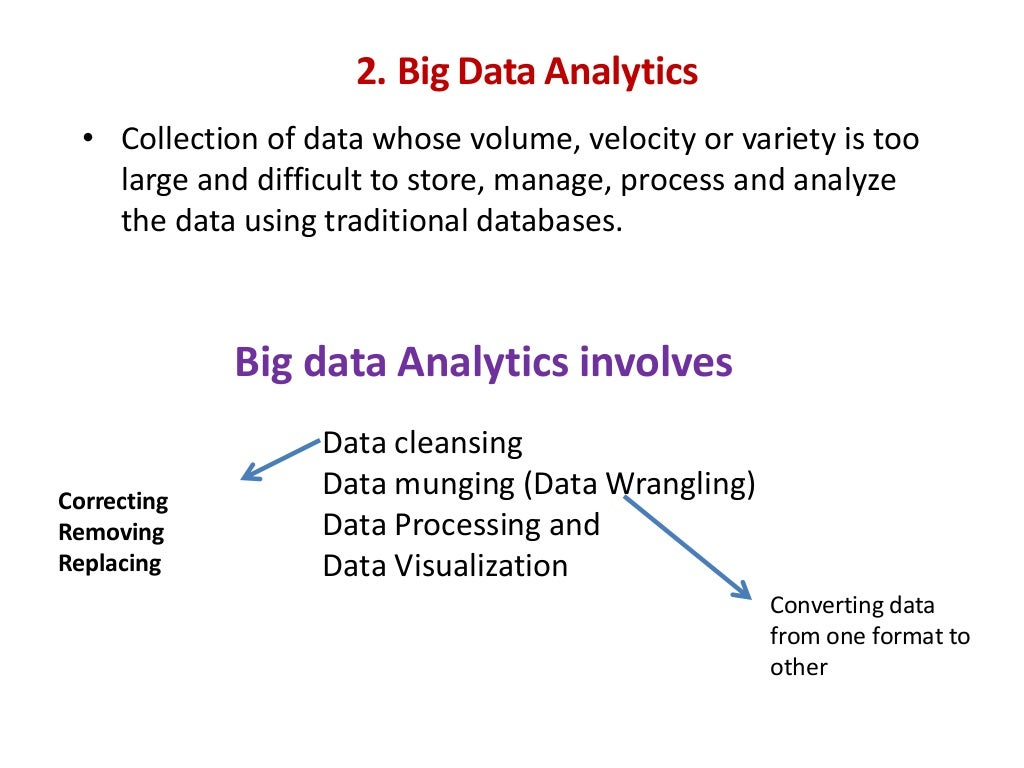 2. Big Data Analytics
• Collection of data whose volume, velocity or variety is too
large and difficult to store, manage, process and analyze
the data using traditional databases.
Big data Analytics involves
Data cleansing
Data munging (Data Wrangling)
Data Processing and
Data Visualization
Correcting
Removing
Replacing
Converting data
from one format to
other